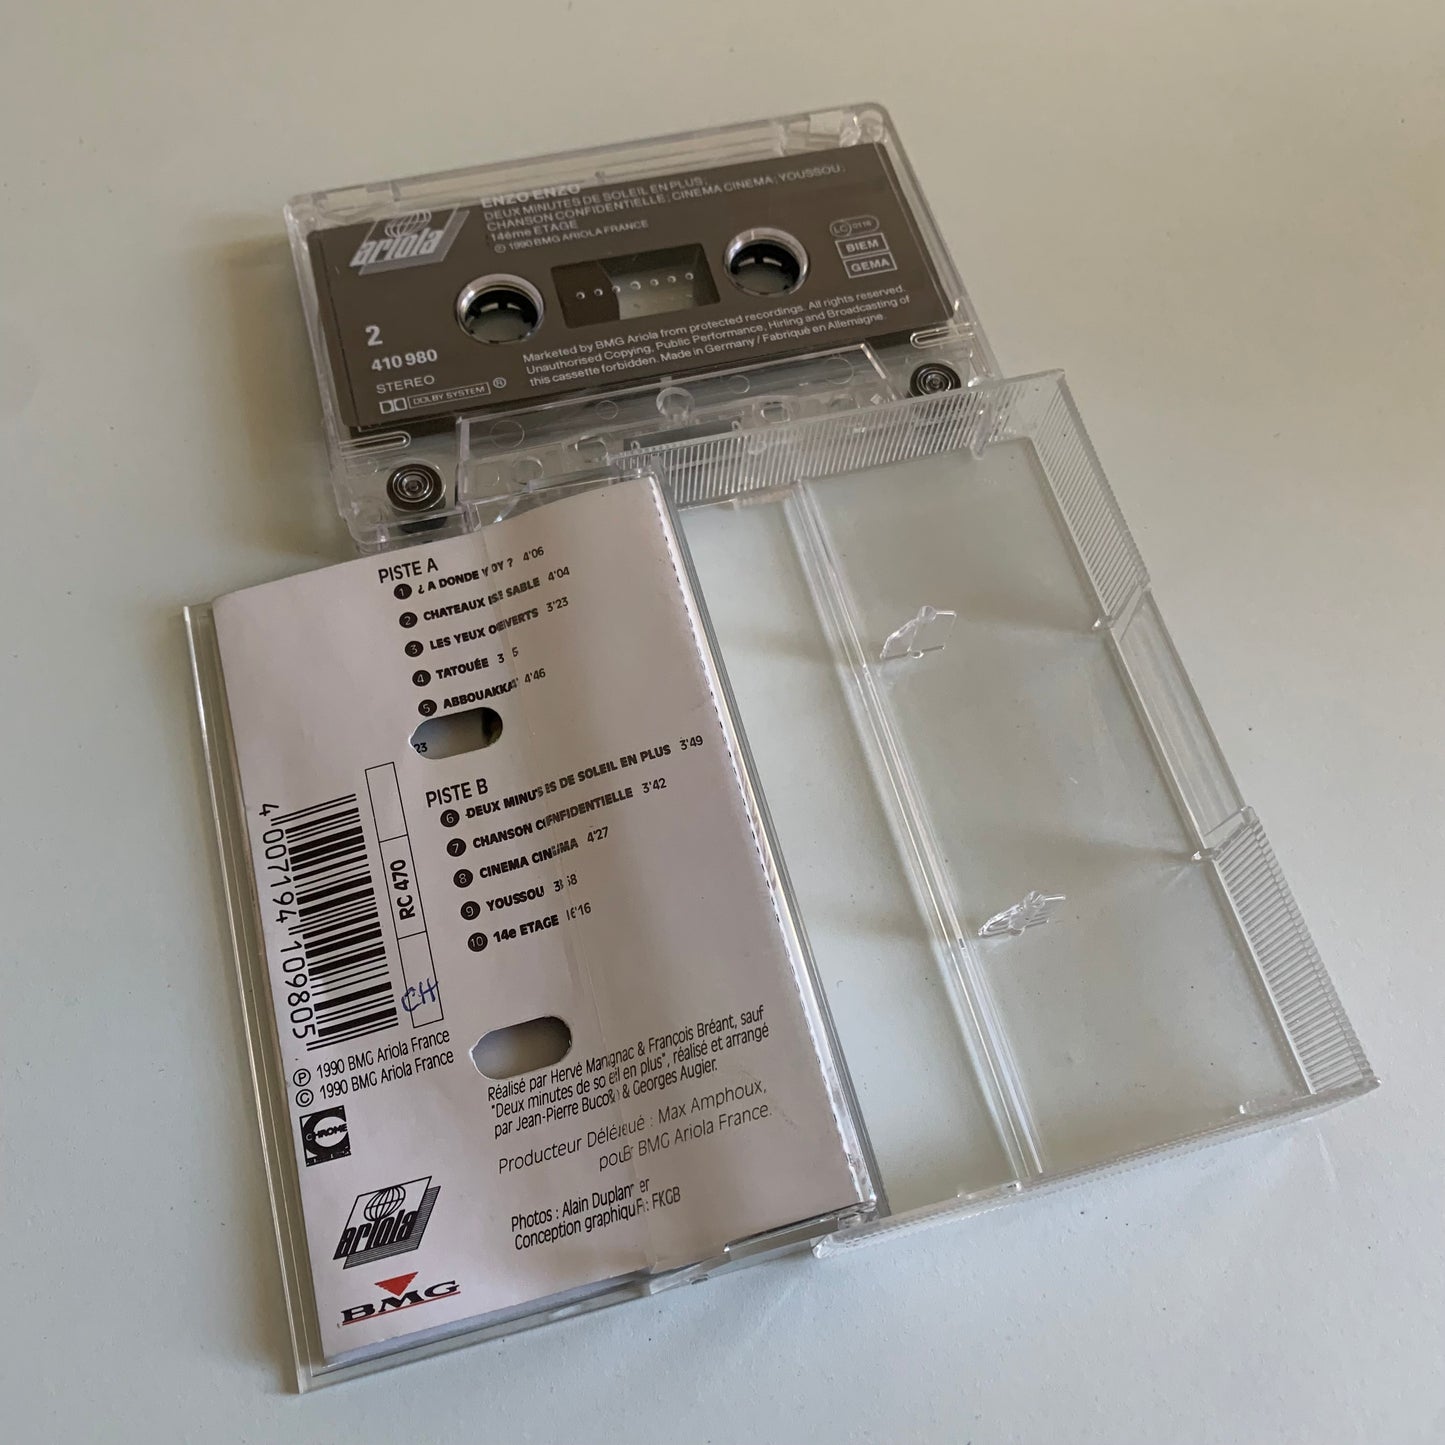 ariola
ENZO ENZO
DEUX MINUTES DE SOLEIL EN PLUS;
CHANSON CONFIDENTIELLE; CINEMA CINEMA; YOUSSOU;
14éme ETAGE
© 1990 BMG ARIOLA FRANCE
LC 0116
BIEM
GEMA
2
410 980
STEREO
DOLBY SYSTEM ®
Marketed by BMG Ariola from protected recordings. All rights reserved.
Unauthorised Copying, Public Performance, Hirling and Broadcasting of
this cassette forbidden. Made in Germany / Fabriqué en Allemagne
PISTE A
1 ¿ A DONDE VOY ? 4'06
2 CHATEAUX DE SABLE 4'04
3 LES YEUX OUVERTS 3'23
4 TATOUÉE
5 ABBOUAKKA 4'46
23
PISTE B
6 DEUX MINUTES DE SOLEIL EN PLUS 3'49
7 CHANSON CONFIDENTIELLE 3'42
8 CINEMA CINEMA 4'27
9 YOUSSOU
10 14e ETAGE
4 007194 109805
RC 470
CH
℗ 1990 BMG Ariola France
© 1990 BMG Ariola France
CHROME
ariola
BMG
Réalisé par Hervé & François Bréant, sauf
"Deux minutes de soleil en plus", réalisé et arrangé
par Jean-Pierre & Georges Augier.
Producteur Délégué : Max Amphoux,
pour BMG Ariola France.
Photos : Alain
Conception graphique : FKGB